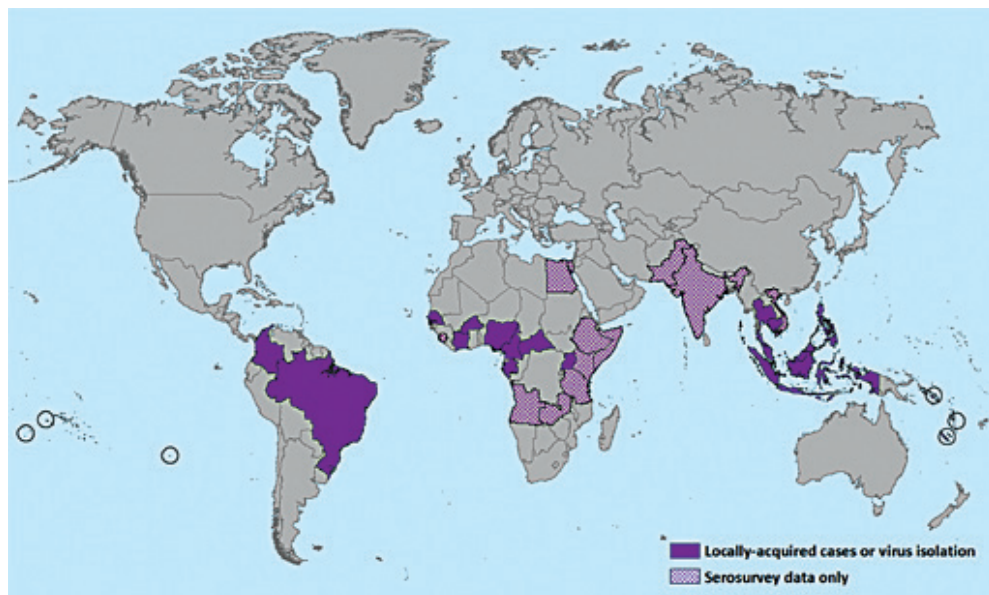 Locally-acquired cases or virus isolation
Serosurvey data only